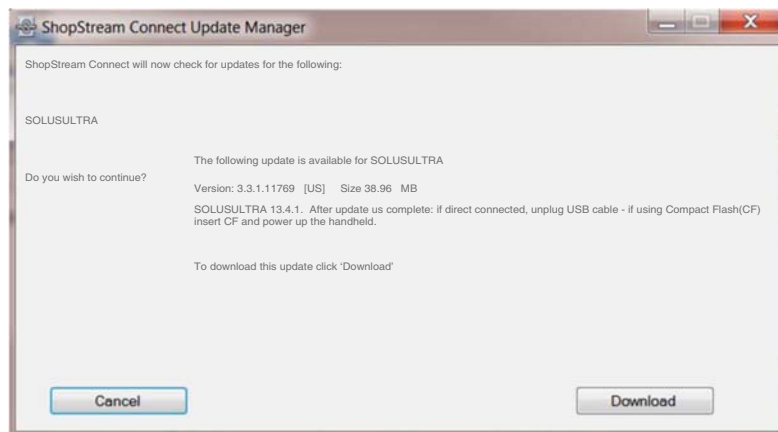 ShopStream Connect Update Manager
ShopStream Connect will now check for updates for the following:
SOLUSULTRA
The following update is available for SOLUSULTRA
Do you wish to continue?
Version: 3.3.1.11769 [US] Size 38.96 MB
SOLUSULTRA 13.4.1. After update us complete: if direct connected, unplug USB cable - if using Compact Flash(CF)
insert CF and power up the handheld.
To download this update click ‘Download’
Cancel
Download